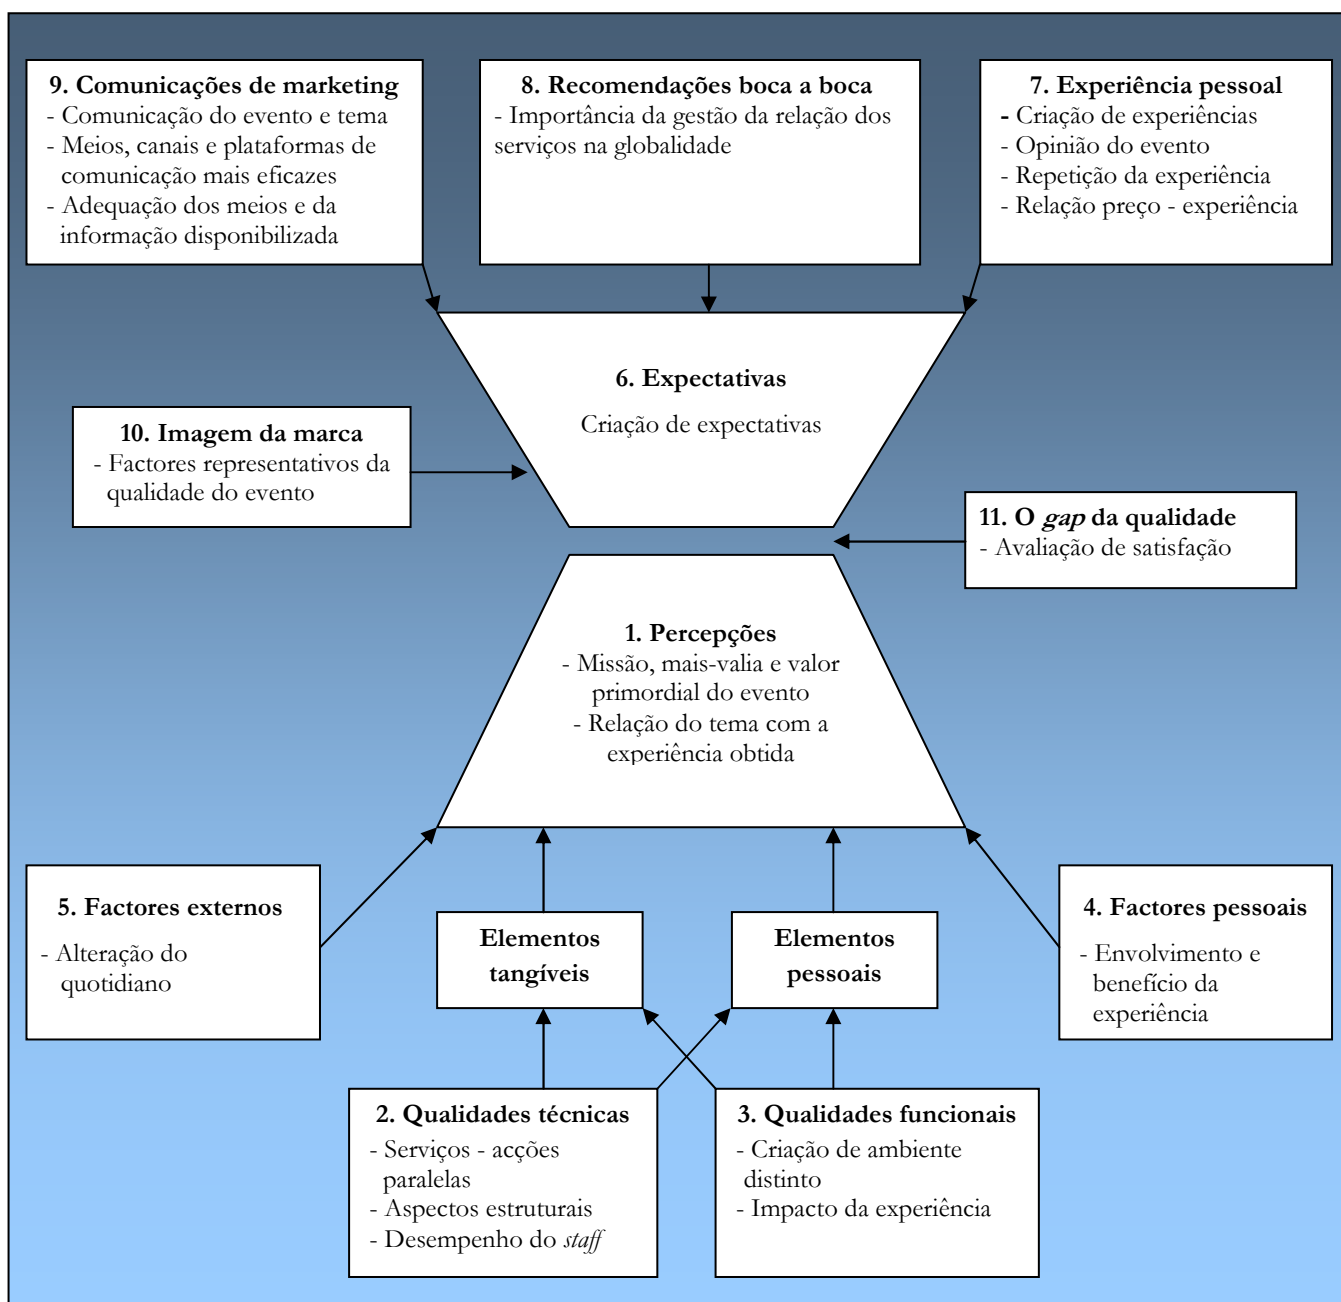 9. Comunicações de marketing
- Comunicação do evento e tema
- Meios, canais e plataformas de
comunicação mais eficazes
- Adequação dos meios e da
informação disponibilizada
8. Recomendações boca a boca
- Importância da gestão da relação dos
serviços na globalidade
7. Experiência pessoal
- Criação de experiências
- Opinião do evento
- Repetição da experiência
- Relação preço - experiência
6. Expectativas
Criação de expectativas
10. Imagem da marca
- Factores representativos da
qualidade do evento
11. O gap da qualidade
- Avaliação de satisfação
1. Percepções
- Missão, mais-valia e valor
primordial do evento
- Relação do tema com a
experiência obtida
5. Factores externos
- Alteração do
quotidiano
Elementos
tangíveis
Elementos
pessoais
4. Factores pessoais
- Envolvimento e
benefício da
experiência
2. Qualidades técnicas
- Serviços - acções
paralelas
- Aspectos estruturais
- Desempenho do staff
3. Qualidades funcionais
- Criação de ambiente
distinto
- Impacto da experiência